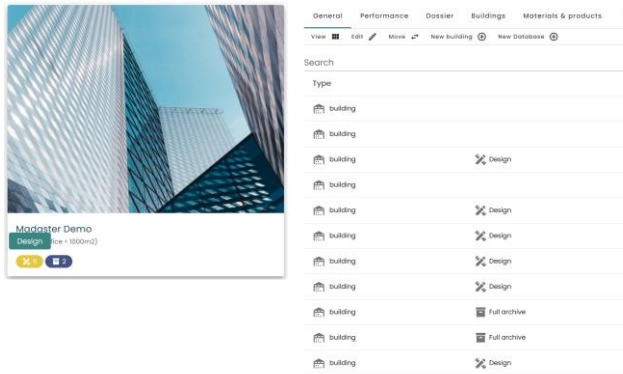 Madaster Demo
Design
fice < 1000m2)
2
General Performance Dossier Buildings Materials & products
View Edit Move New building New Database
Search
Type
building
building
building Design
building
building Design
building Design
building Design
building Design
building Full archive
building Full archive
building Design